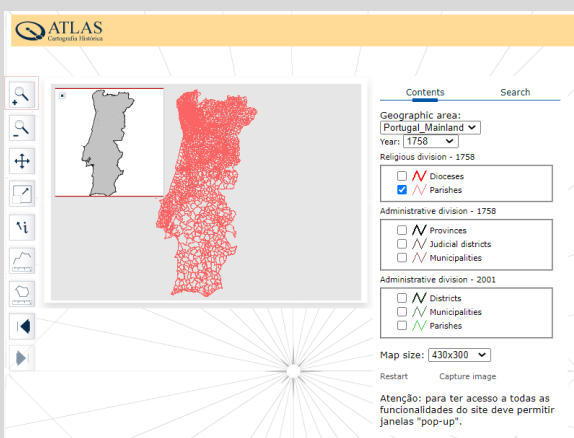 ATLAS
Cartografia Histórica
Contents
Search
Geographic area:
Portugal_Mainland
Year: 1758
Religious division - 1758
Dioceses
Parishes
Administrative division - 1758
Provinces
Judicial districts
Municipalities
Administrative division - 2001
Districts
Municipalities
Parishes
Map size: 430x300
Restart
Capture image
Atenção: para ter acesso a todas as
funcionalidades do site deve permitir
janelas "pop-up".